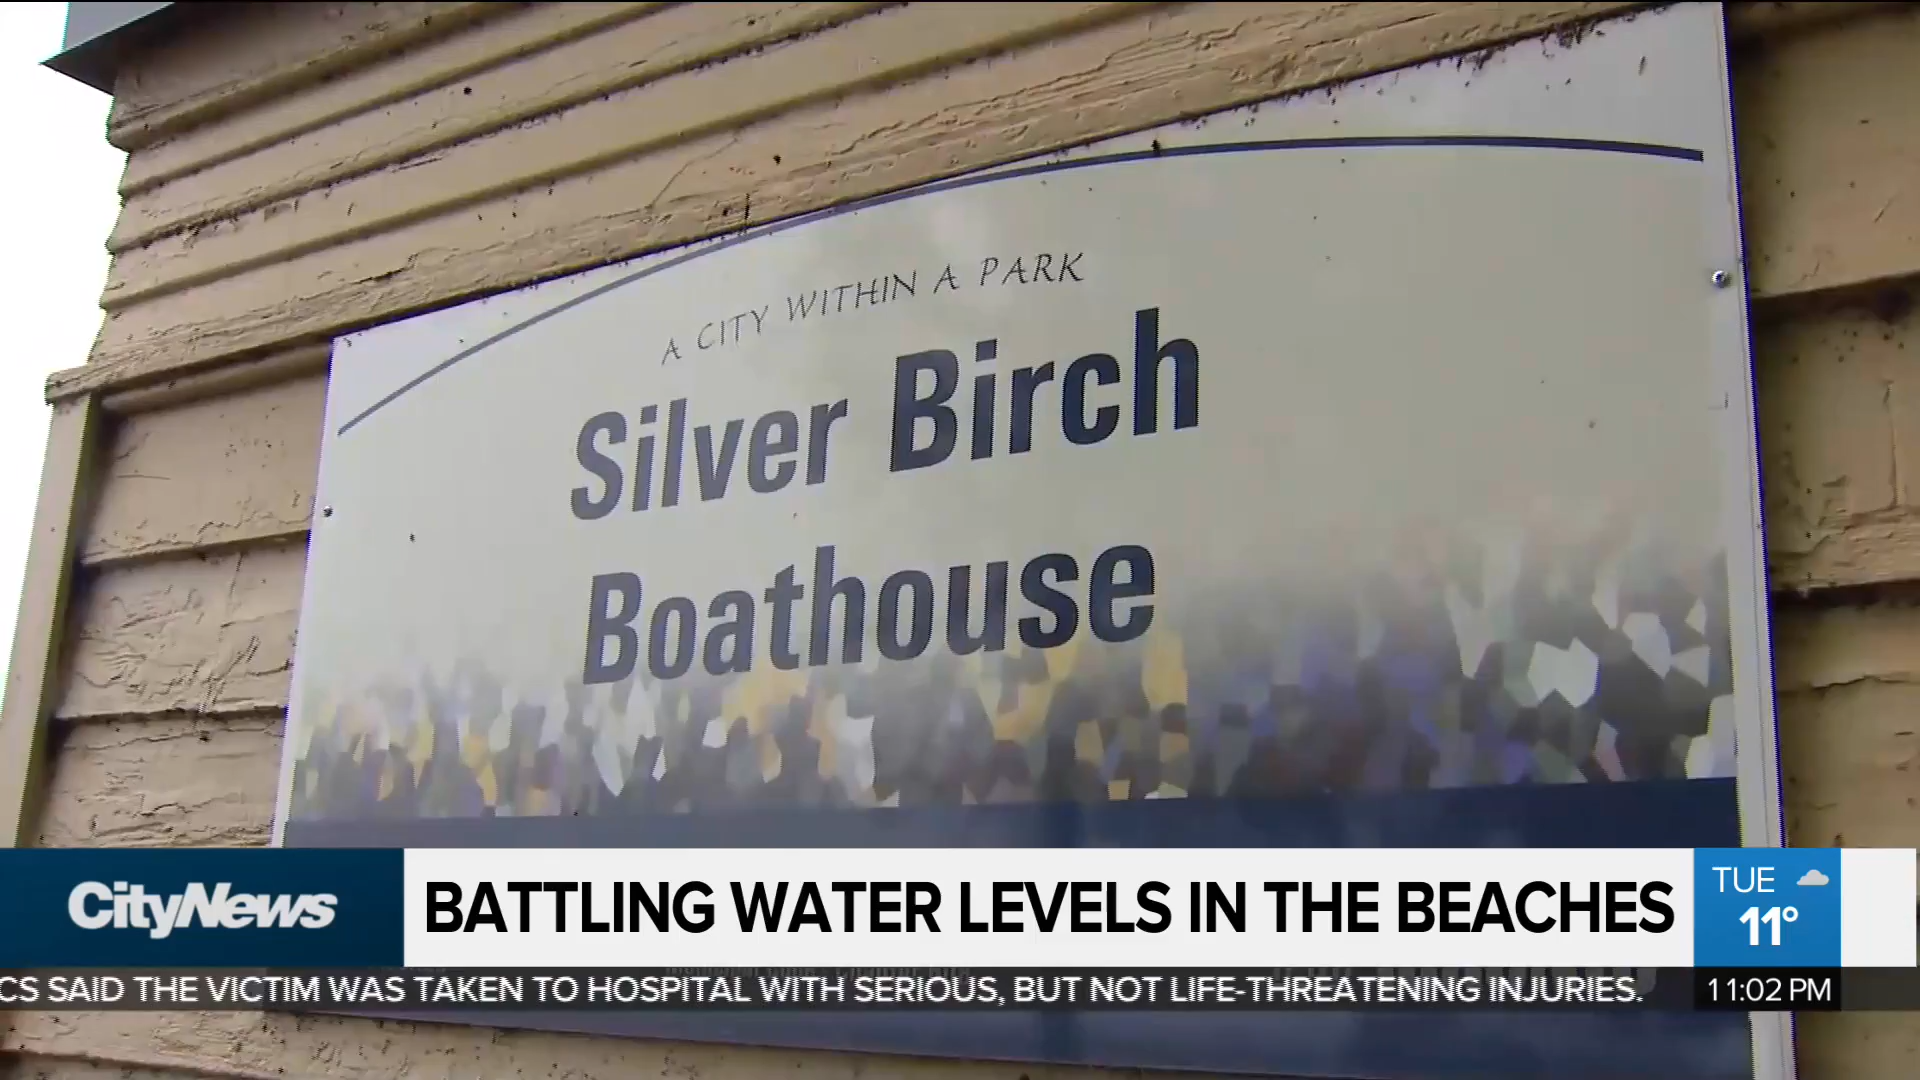 A CITY WITHIN A PARK
Silver Birch
Boathouse
CityNews
BATTLING WATER LEVELS IN THE BEACHES
TUE
11°
CS SAID THE VICTIM WAS TAKEN TO HOSPITAL WITH SERIOUS, BUT NOT LIFE-THREATENING INJURIES.
11:02 PM